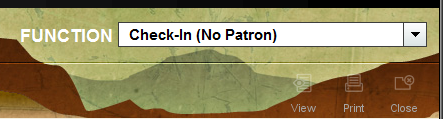 FUNCTION Check-In (No Patron)
View Print Close